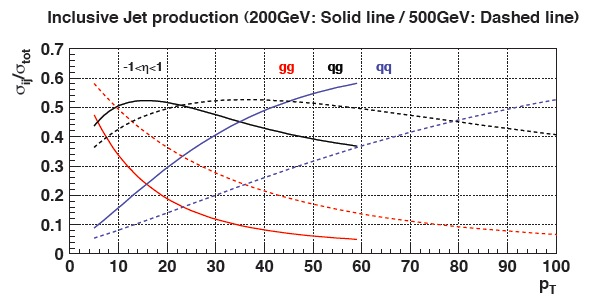 Inclusive Jet production (200GeV: Solid line / 500GeV: Dashed line)
σij/σtot
-1<η<1 gg qg qq
0.7
0.6
0.5
0.4
0.3
0.2
0.1
0
0 10 20 30 40 50 60 70 80 90 100
pT